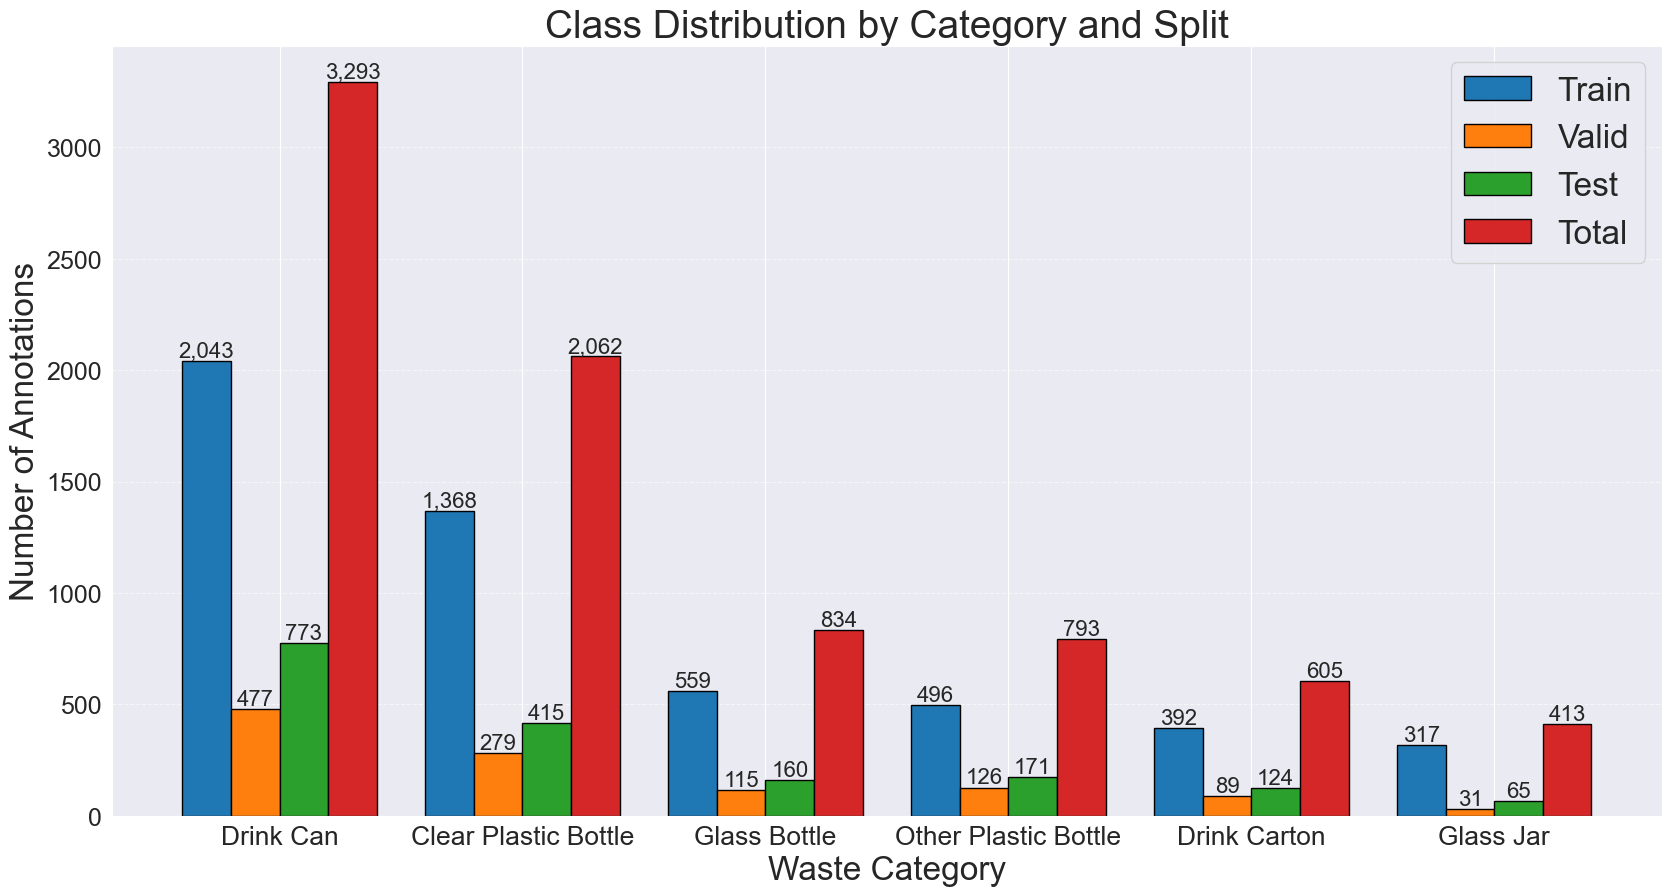 Class Distribution by Category and Split
Number of Annotations
3000
2500
2000
1500
1000
500
0
Train
Valid
Test
Total
2,043
477
773
3,293
1,368
279
415
2,062
559
115
160
834
496
126
171
793
392
89
124
605
317
31
65
413
Drink Can
Clear Plastic Bottle
Glass Bottle
Other Plastic Bottle
Drink Carton
Glass Jar
Waste Category